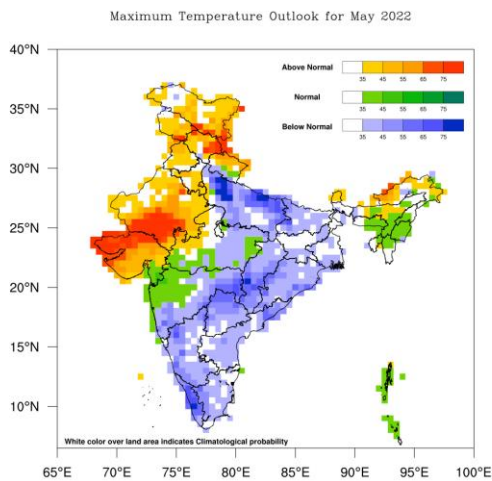 Maximum Temperature Outlook for May 2022
40°N
35°N
30°N
25°N
20°N
15°N
10°N
Above Normal
35 45 55 65 75
Normal
35 45 55 65 75
Below Normal
35 45 55 65 75
White color over land area indicates Climatological probability
65°E 70°E 75°E 80°E 85°E 90°E 95°E 100°E